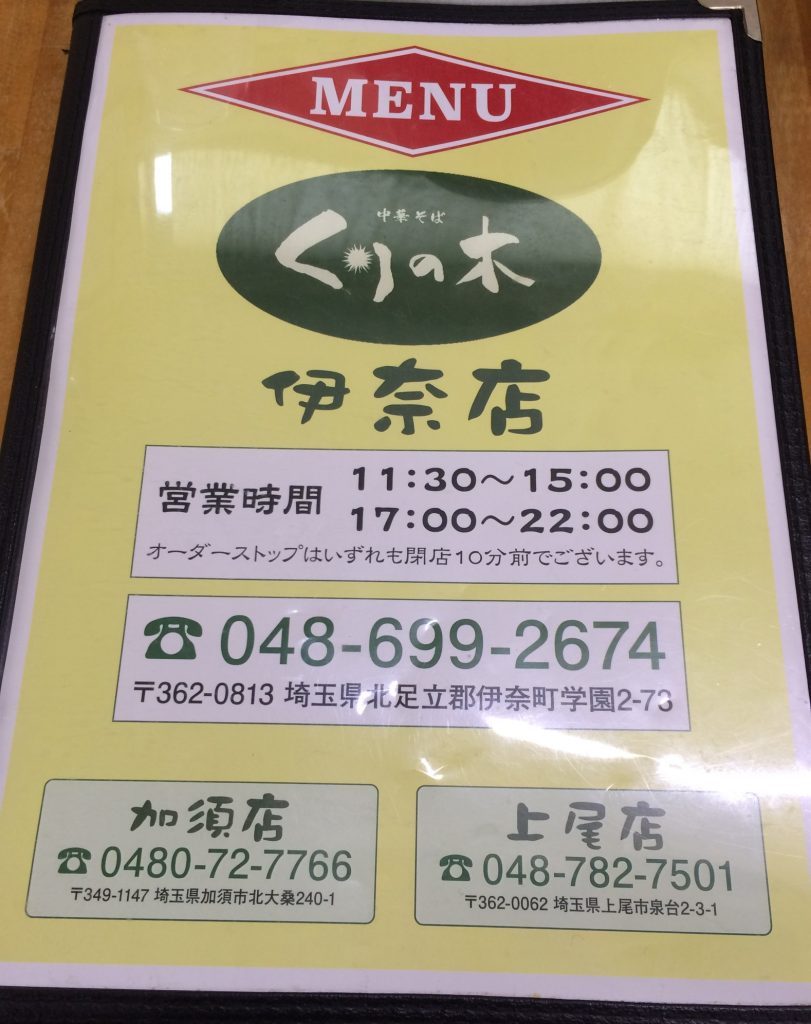 MENU
中華そば
くりの木
伊奈店
営業時間 11:30～15:00
17:00～22:00
オーダーストップはいずれも閉店10分前でございます。
☎ 048-699-2674
〒362-0813 埼玉県北足立郡伊奈町学園2-73
加須店
☎ 0480-72-7766
〒349-1147 埼玉県加須市北大桑240-1
上尾店
☎ 048-782-7501
〒362-0062 埼玉県上尾市泉台2-3-1